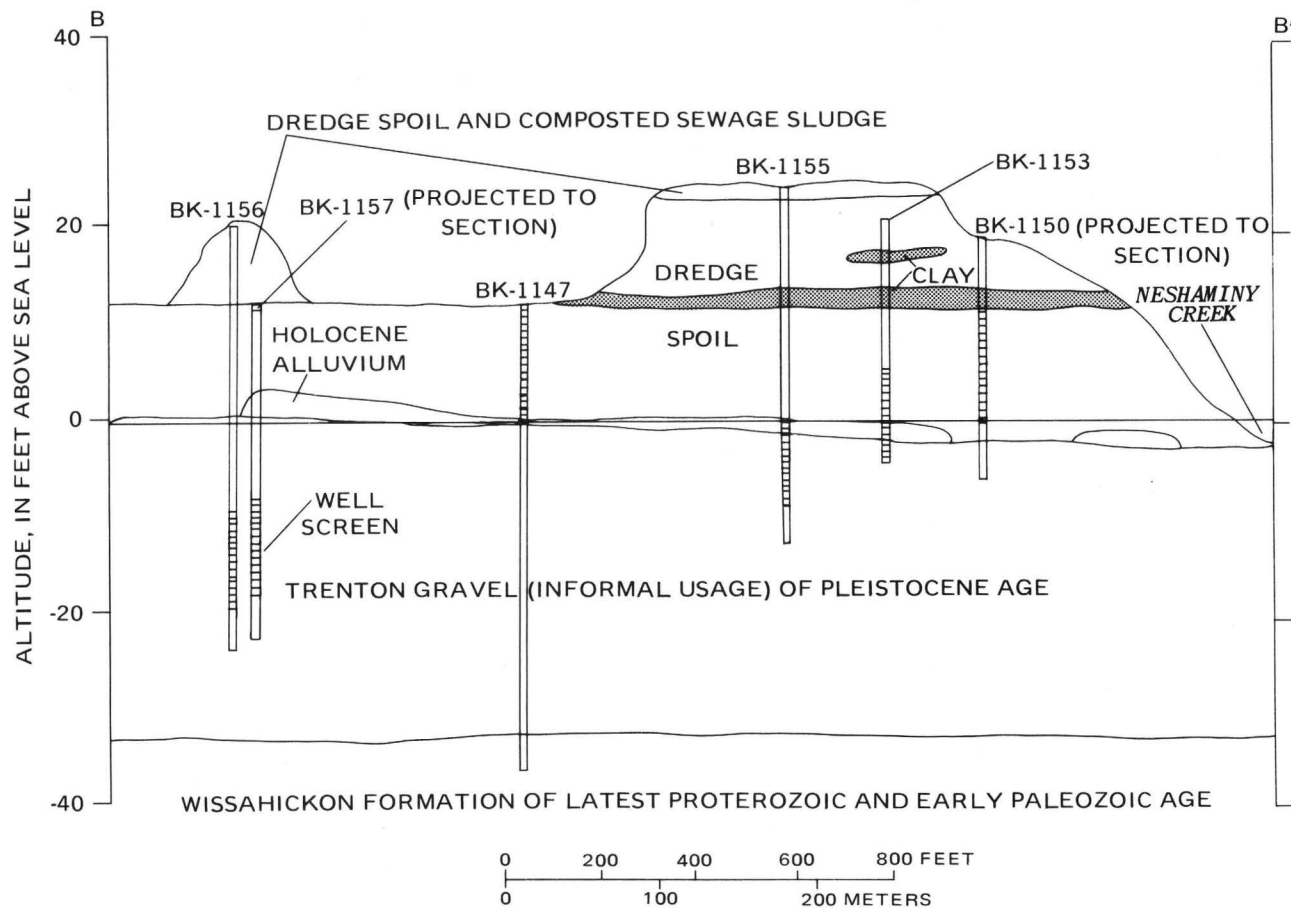 B
B'
40
20
0
-20
-40
ALTITUDE, IN FEET ABOVE SEA LEVEL
DREDGE SPOIL AND COMPOSTED SEWAGE SLUDGE
BK-1156
BK-1157 (PROJECTED TO
SECTION)
BK-1155
BK-1153
BK-1150 (PROJECTED TO
SECTION)
BK-1147
DREDGE
CLAY
SPOIL
NESHAMINY
CREEK
HOLOCENE
ALLUVIUM
WELL
SCREEN
TRENTON GRAVEL (INFORMAL USAGE) OF PLEISTOCENE AGE
WISSAHICKON FORMATION OF LATEST PROTEROZOIC AND EARLY PALEOZOIC AGE
0 200 400 600 800 FEET
0 100 200 METERS